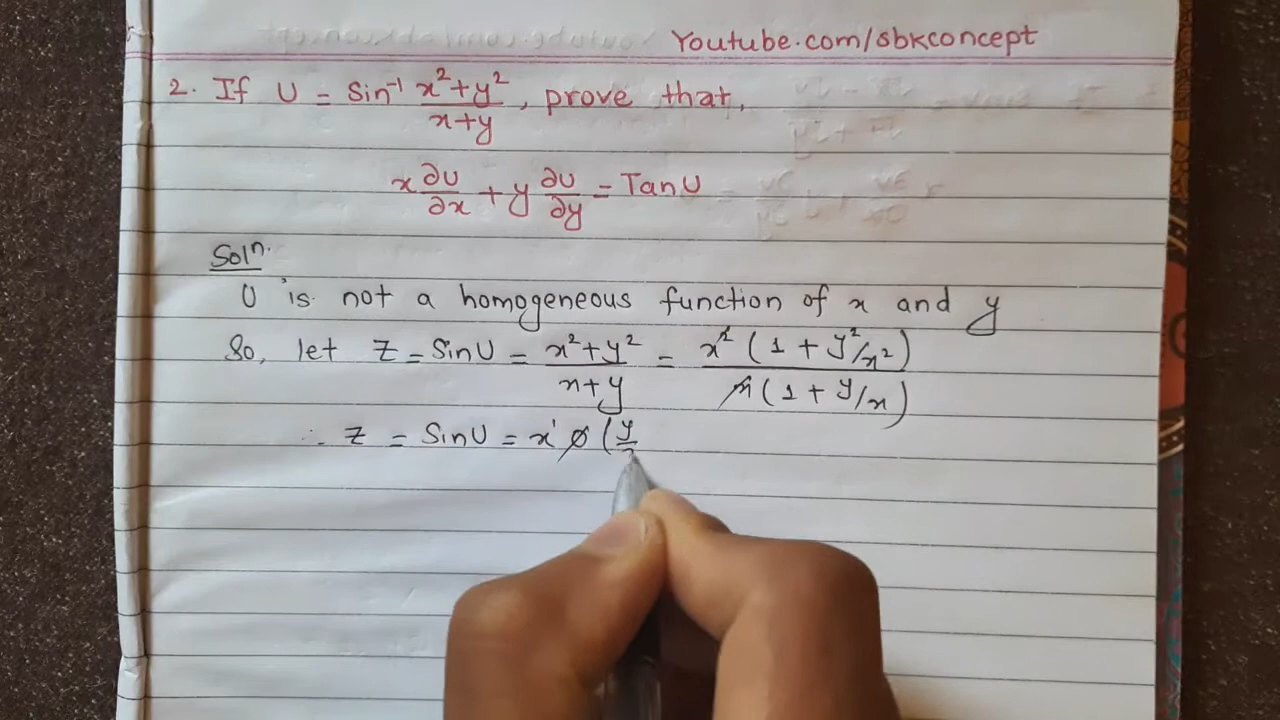 Youtube.com/sbkconcept
2. If U = Sin⁻¹ x²+y²/x+y, prove that,
x ∂U/∂x + y ∂U/∂y = Tan U
Solⁿ.
U is not a homogeneous function of x and y
So, let Z = Sin U = x²+y²/x+y = x²(1 + y²/x²)/x(1 + y/x)
∴ Z = Sin U = x¹ ø (y/